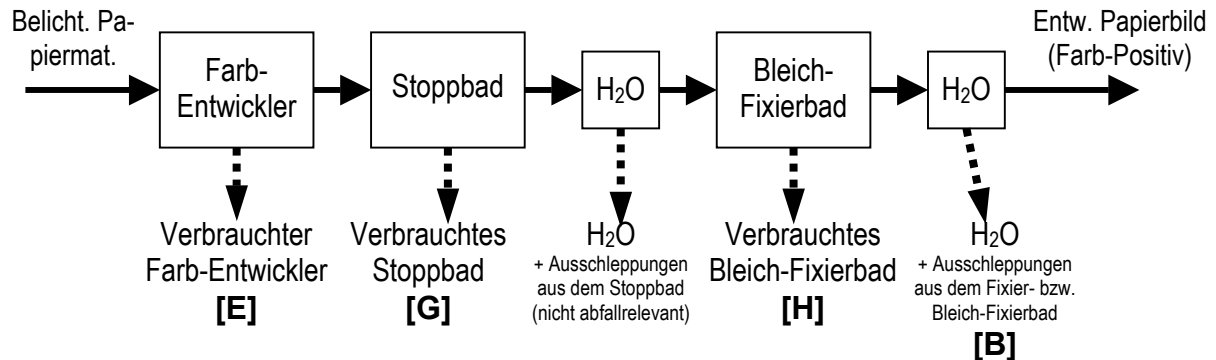 Belicht. Pa-
piermat.
Farb-
Entwickler
Stoppbad
H₂O
Bleich-
Fixierbad
H₂O
Entw. Papierbild
(Farb-Positiv)
Verbrauchter
Farb-Entwickler
[E]
Verbrauchtes
Stoppbad
[G]
H₂O
+ Ausschleppungen
aus dem Stoppbad
(nicht abfallrelevant)
Verbrauchtes
Bleich-Fixierbad
[H]
H₂O
+ Ausschleppungen
aus dem Fixier- bzw.
Bleich-Fixierbad
[B]